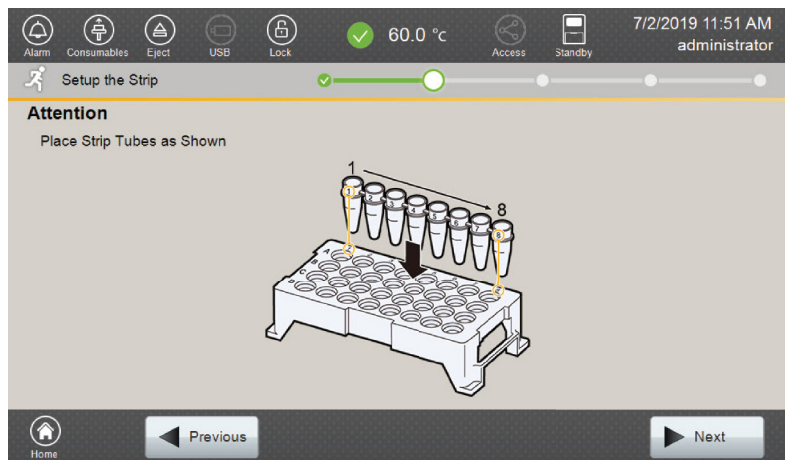 Alarm
Consumables
Eject
USB
Lock
60.0 °C
Access
Standby
7/2/2019 11:51 AM
administrator
Setup the Strip
Attention
Place Strip Tubes as Shown
1
8
1 2 3 4 5 6 7 8
A
B
C
D
Home
Previous
Next